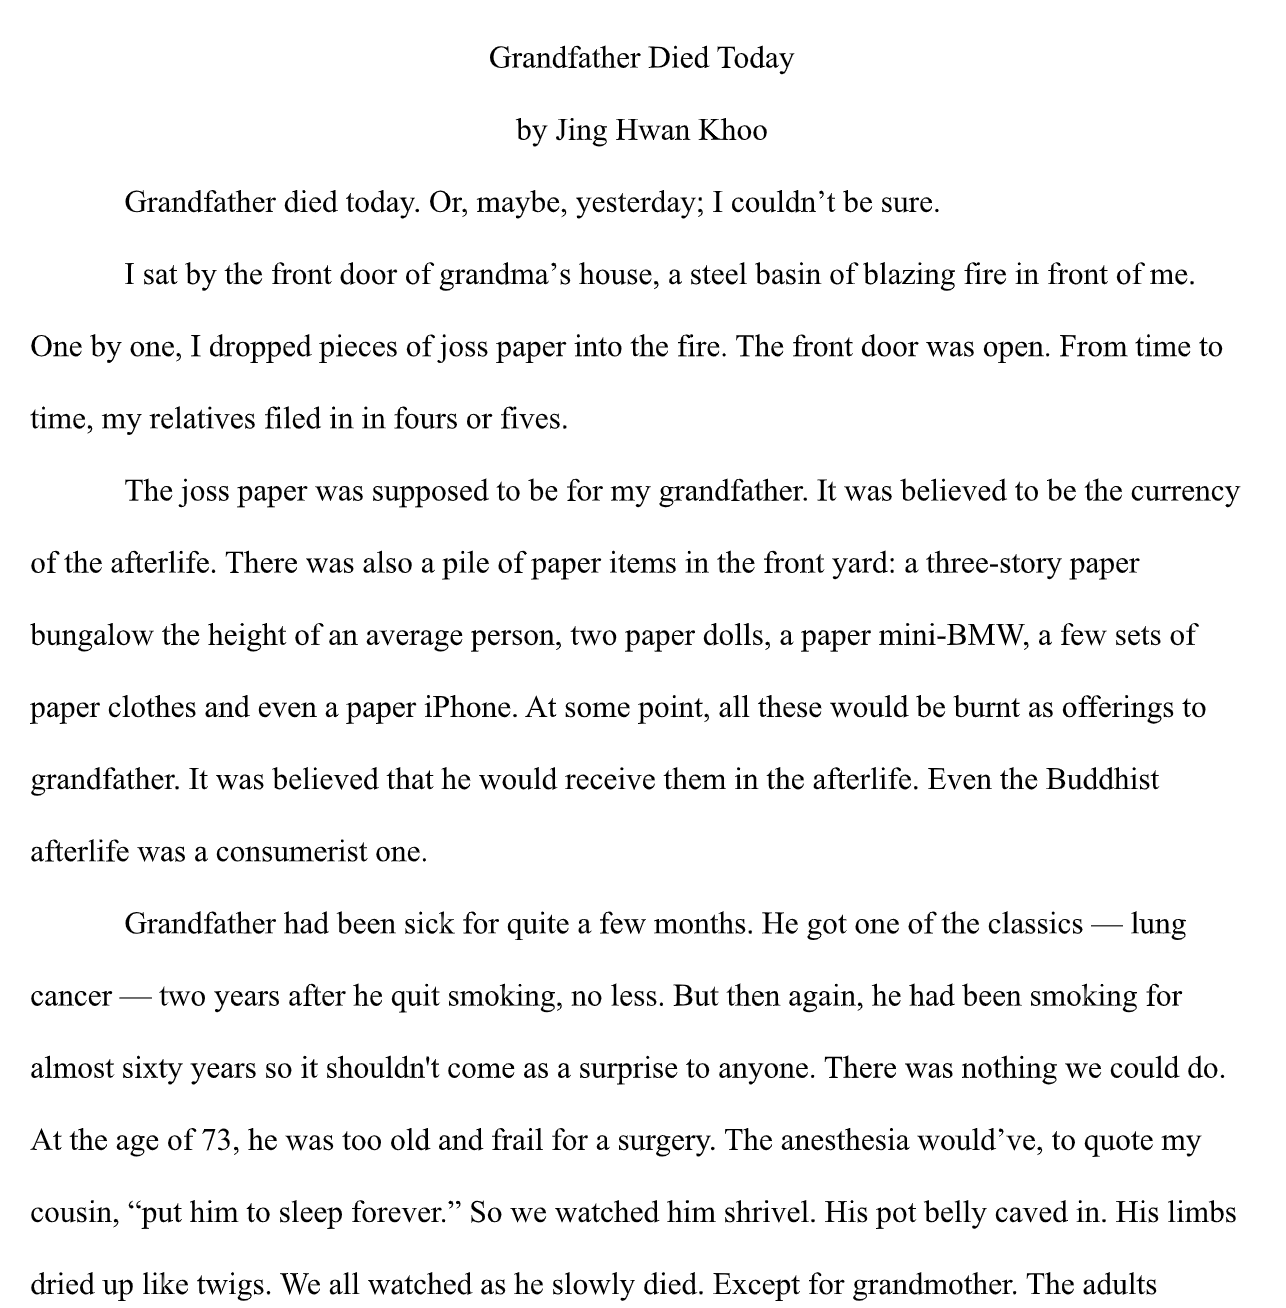 Grandfather Died Today
by Jing Hwan Khoo
Grandfather died today. Or, maybe, yesterday; I couldn’t be sure.
I sat by the front door of grandma’s house, a steel basin of blazing fire in front of me.
One by one, I dropped pieces of joss paper into the fire. The front door was open. From time to
time, my relatives filed in in fours or fives.
The joss paper was supposed to be for my grandfather. It was believed to be the currency
of the afterlife. There was also a pile of paper items in the front yard: a three-story paper
bungalow the height of an average person, two paper dolls, a paper mini-BMW, a few sets of
paper clothes and even a paper iPhone. At some point, all these would be burnt as offerings to
grandfather. It was believed that he would receive them in the afterlife. Even the Buddhist
afterlife was a consumerist one.
Grandfather had been sick for quite a few months. He got one of the classics — lung
cancer — two years after he quit smoking, no less. But then again, he had been smoking for
almost sixty years so it shouldn't come as a surprise to anyone. There was nothing we could do.
At the age of 73, he was too old and frail for a surgery. The anesthesia would’ve, to quote my
cousin, “put him to sleep forever.” So we watched him shrivel. His pot belly caved in. His limbs
dried up like twigs. We all watched as he slowly died. Except for grandmother. The adults